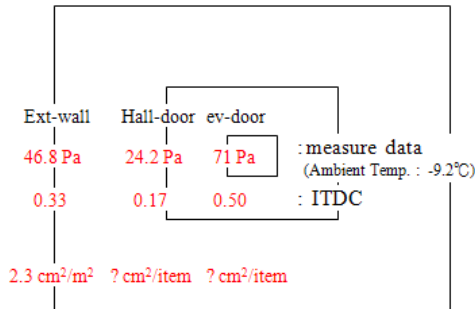 Ext-wall Hall-door ev-door
46.8 Pa 24.2 Pa 71 Pa : measure data
(Ambient Temp. : -9.2℃)
0.33 0.17 0.50 : ITDC
2.3 cm²/m² ? cm²/item ? cm²/item